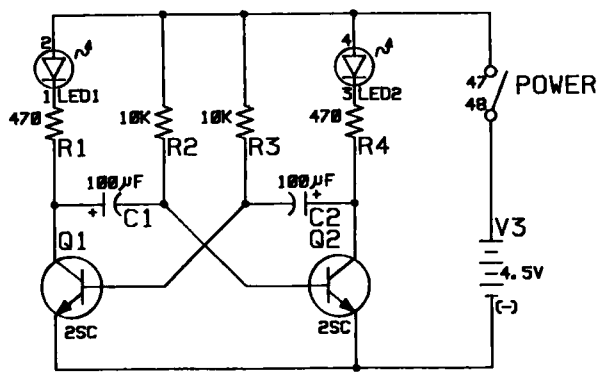 2
4
1 LED1
3 LED2
47
48
POWER
470
R1
10K
R2
10K
R3
470
R4
100µF
+
C1
100µF
+
C2
Q1
Q2
V3
4.5V
(-)
2SC
2SC